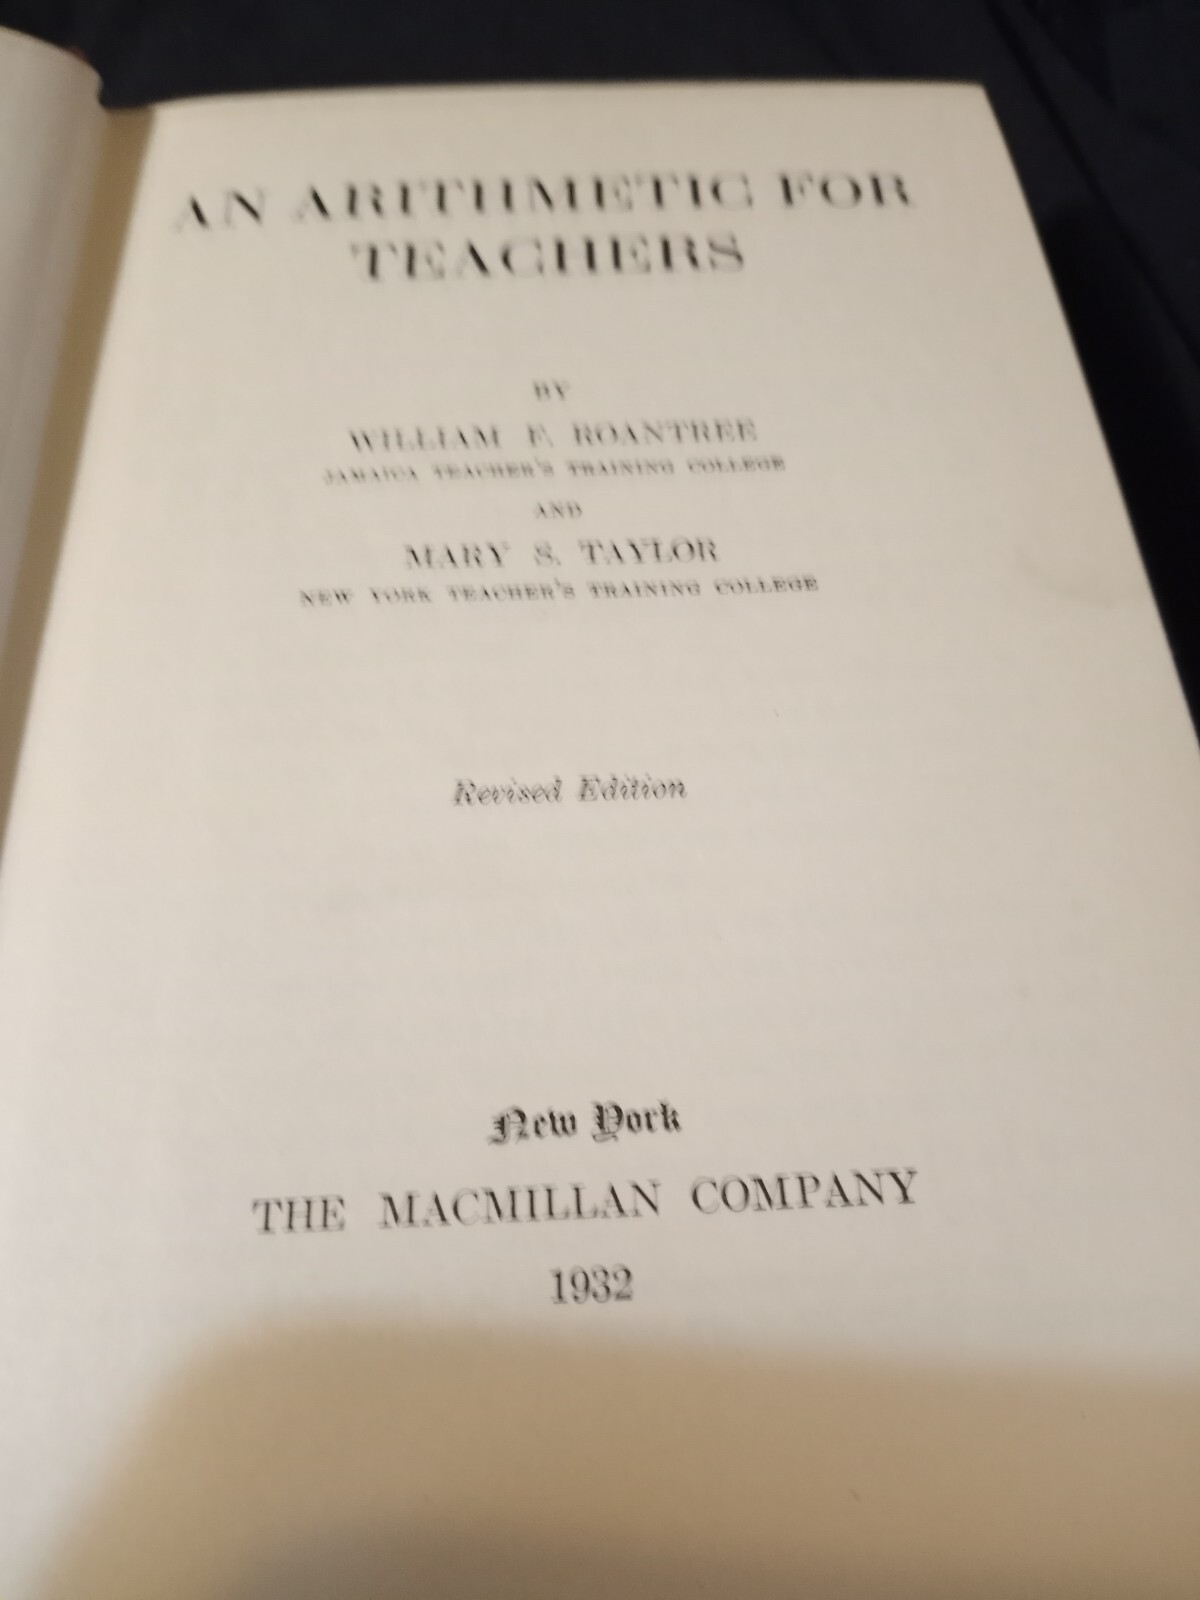 AN ARITHMETIC FOR
TEACHERS
BY
WILLIAM F. ROANTREE
JAMAICA TEACHER'S TRAINING COLLEGE
AND
MARY S. TAYLOR
NEW YORK TEACHER'S TRAINING COLLEGE
Revised Edition
New York
THE MACMILLAN COMPANY
1932